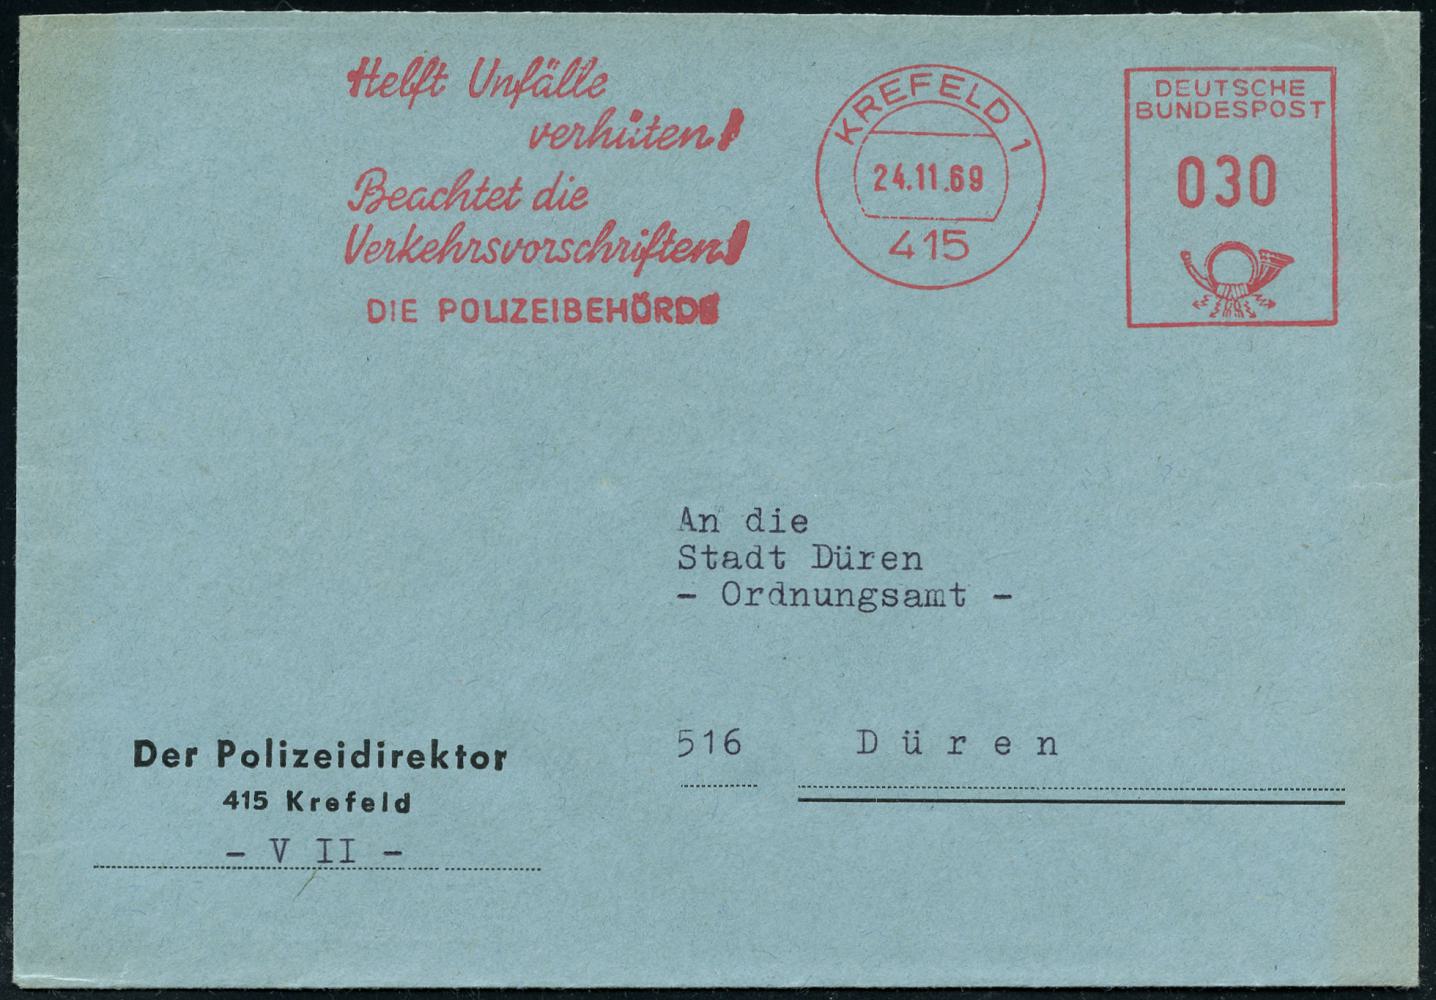 Helft Unfälle
verhüten!
Beachtet die
Verkehrsvorschriften!
DIE POLIZEIBEHÖRDE
KREFELD 1
24.11.69
415
DEUTSCHE
BUNDESPOST
030
An die
Stadt Düren
- Ordnungsamt -
516 Düren
Der Polizeidirektor
415 Krefeld
- V II -